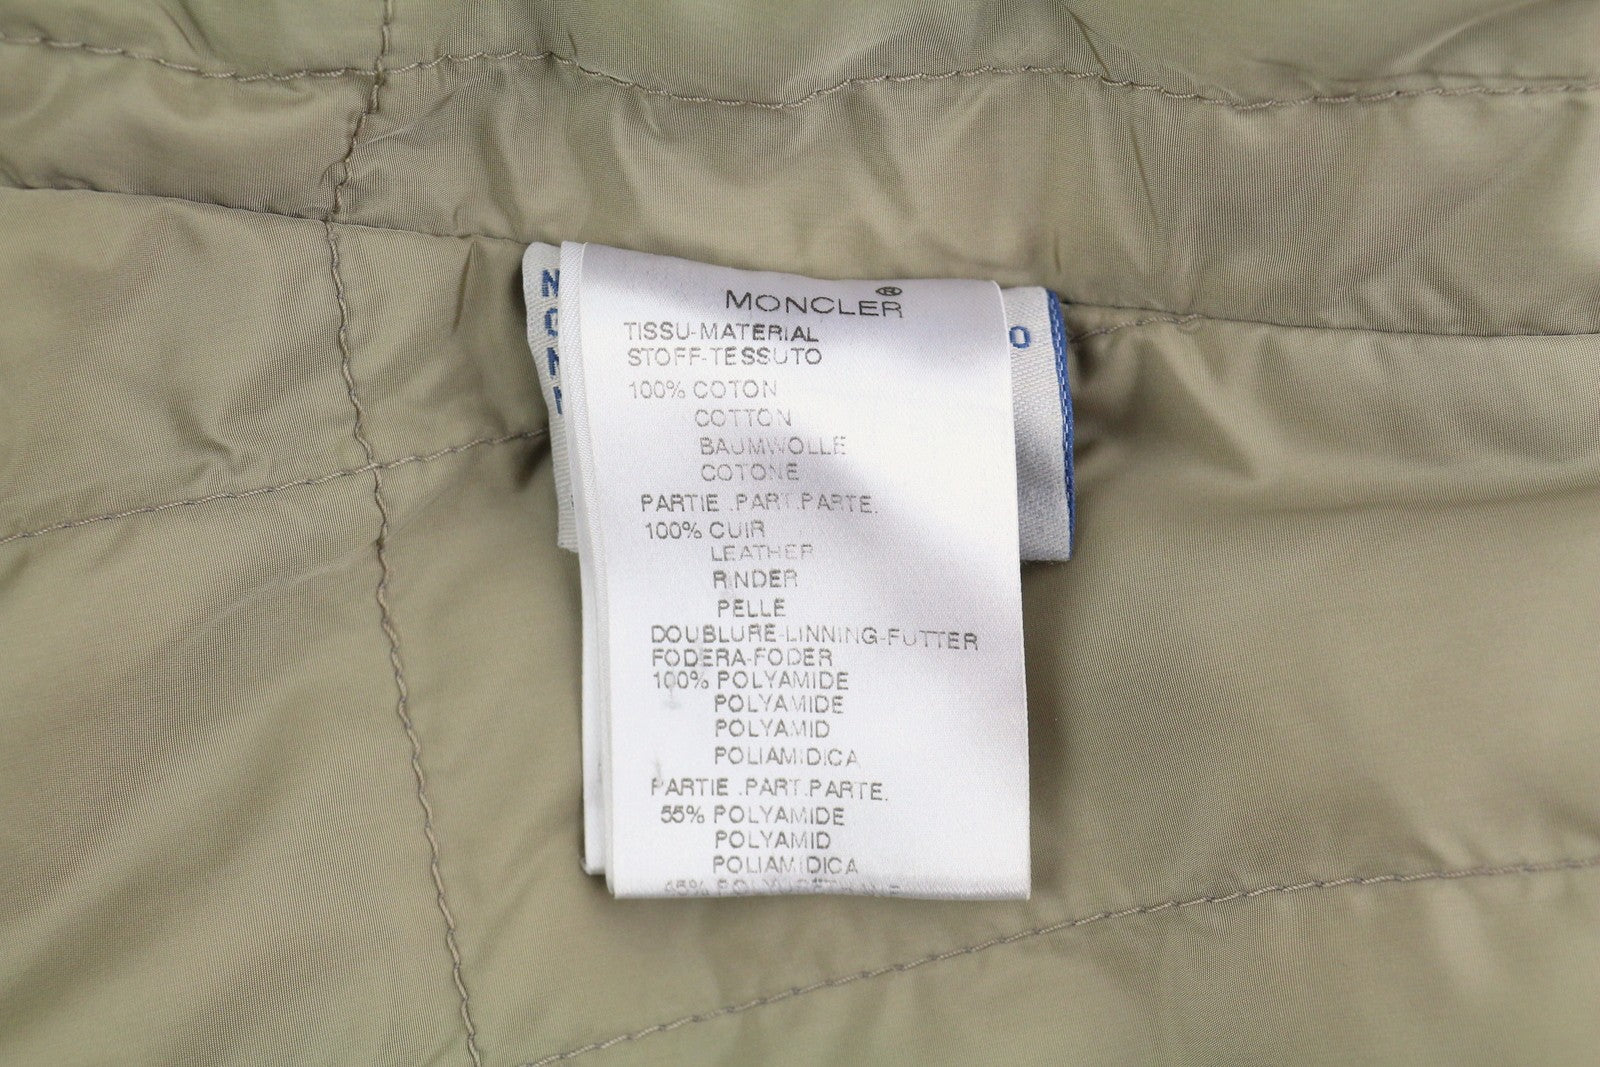 MONCLER®
TISSU-MATERIAL
STOFF-TESSUTO
100% COTON
COTTON
BAUMWOLLE
COTONE
PARTIE .PART.PARTE.
100% CUIR
LEATHER
RINDER
PELLE
DOUBLURE-LINNING-FUTTER
FODERA-FODER
100% POLYAMIDE
POLYAMIDE
POLYAMID
POLIAMIDICA
PARTIE .PART.PARTE.
55% POLYAMIDE
POLYAMID
POLIAMIDICA
45%
O